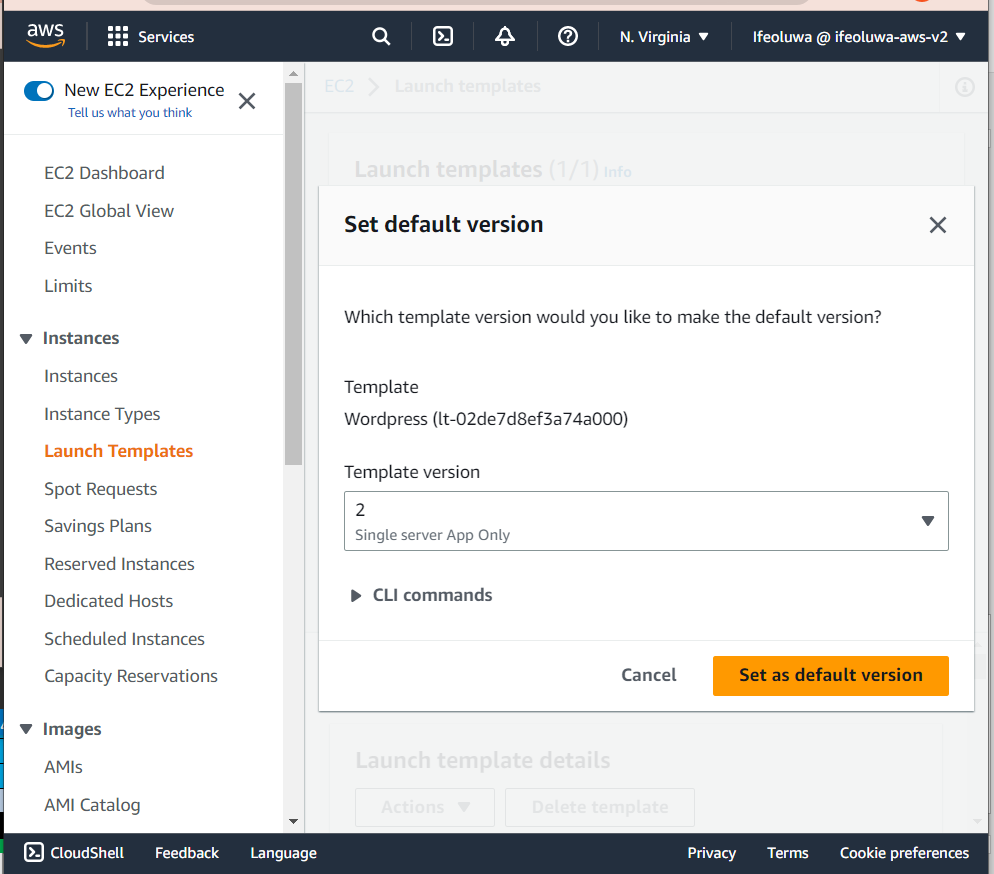 aws Services N. Virginia Ifeoluwa @ ifeoluwa-aws-v2
New EC2 Experience
Tell us what you think
EC2 Dashboard
EC2 Global View
Events
Limits
Instances
Instances
Instance Types
Launch Templates
Spot Requests
Savings Plans
Reserved Instances
Dedicated Hosts
Scheduled Instances
Capacity Reservations
Images
AMIs
AMI Catalog
EC2 Launch templates
Launch templates (1/1) Info
Set default version
Which template version would you like to make the default version?
Template
Wordpress (lt-02de7d8ef3a74a000)
Template version
2
Single server App Only
CLI commands
Cancel Set as default version
Launch template details
Actions Delete template
CloudShell Feedback Language Privacy Terms Cookie preferences